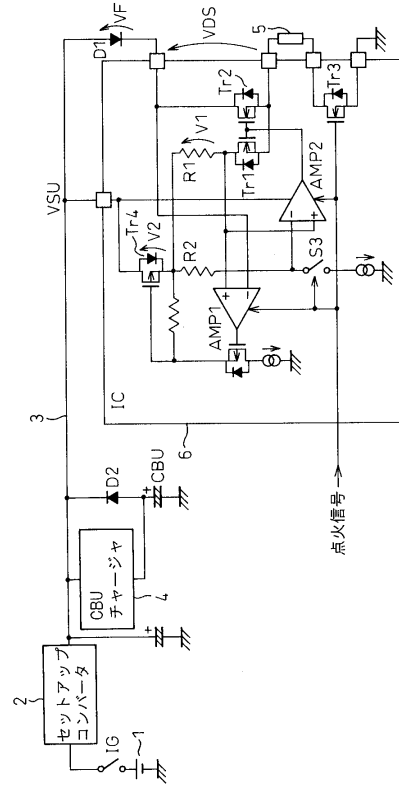 1
IG
2
セットアップ
コンバータ
3
CBU
チャージャ
4
D2
CBU
VSU
IC
6
D1
VF
VDS
Tr4
V2
R1
V1
R2
Tr1
Tr2
5
AMP1
AMP2
S3
Tr3
点火信号